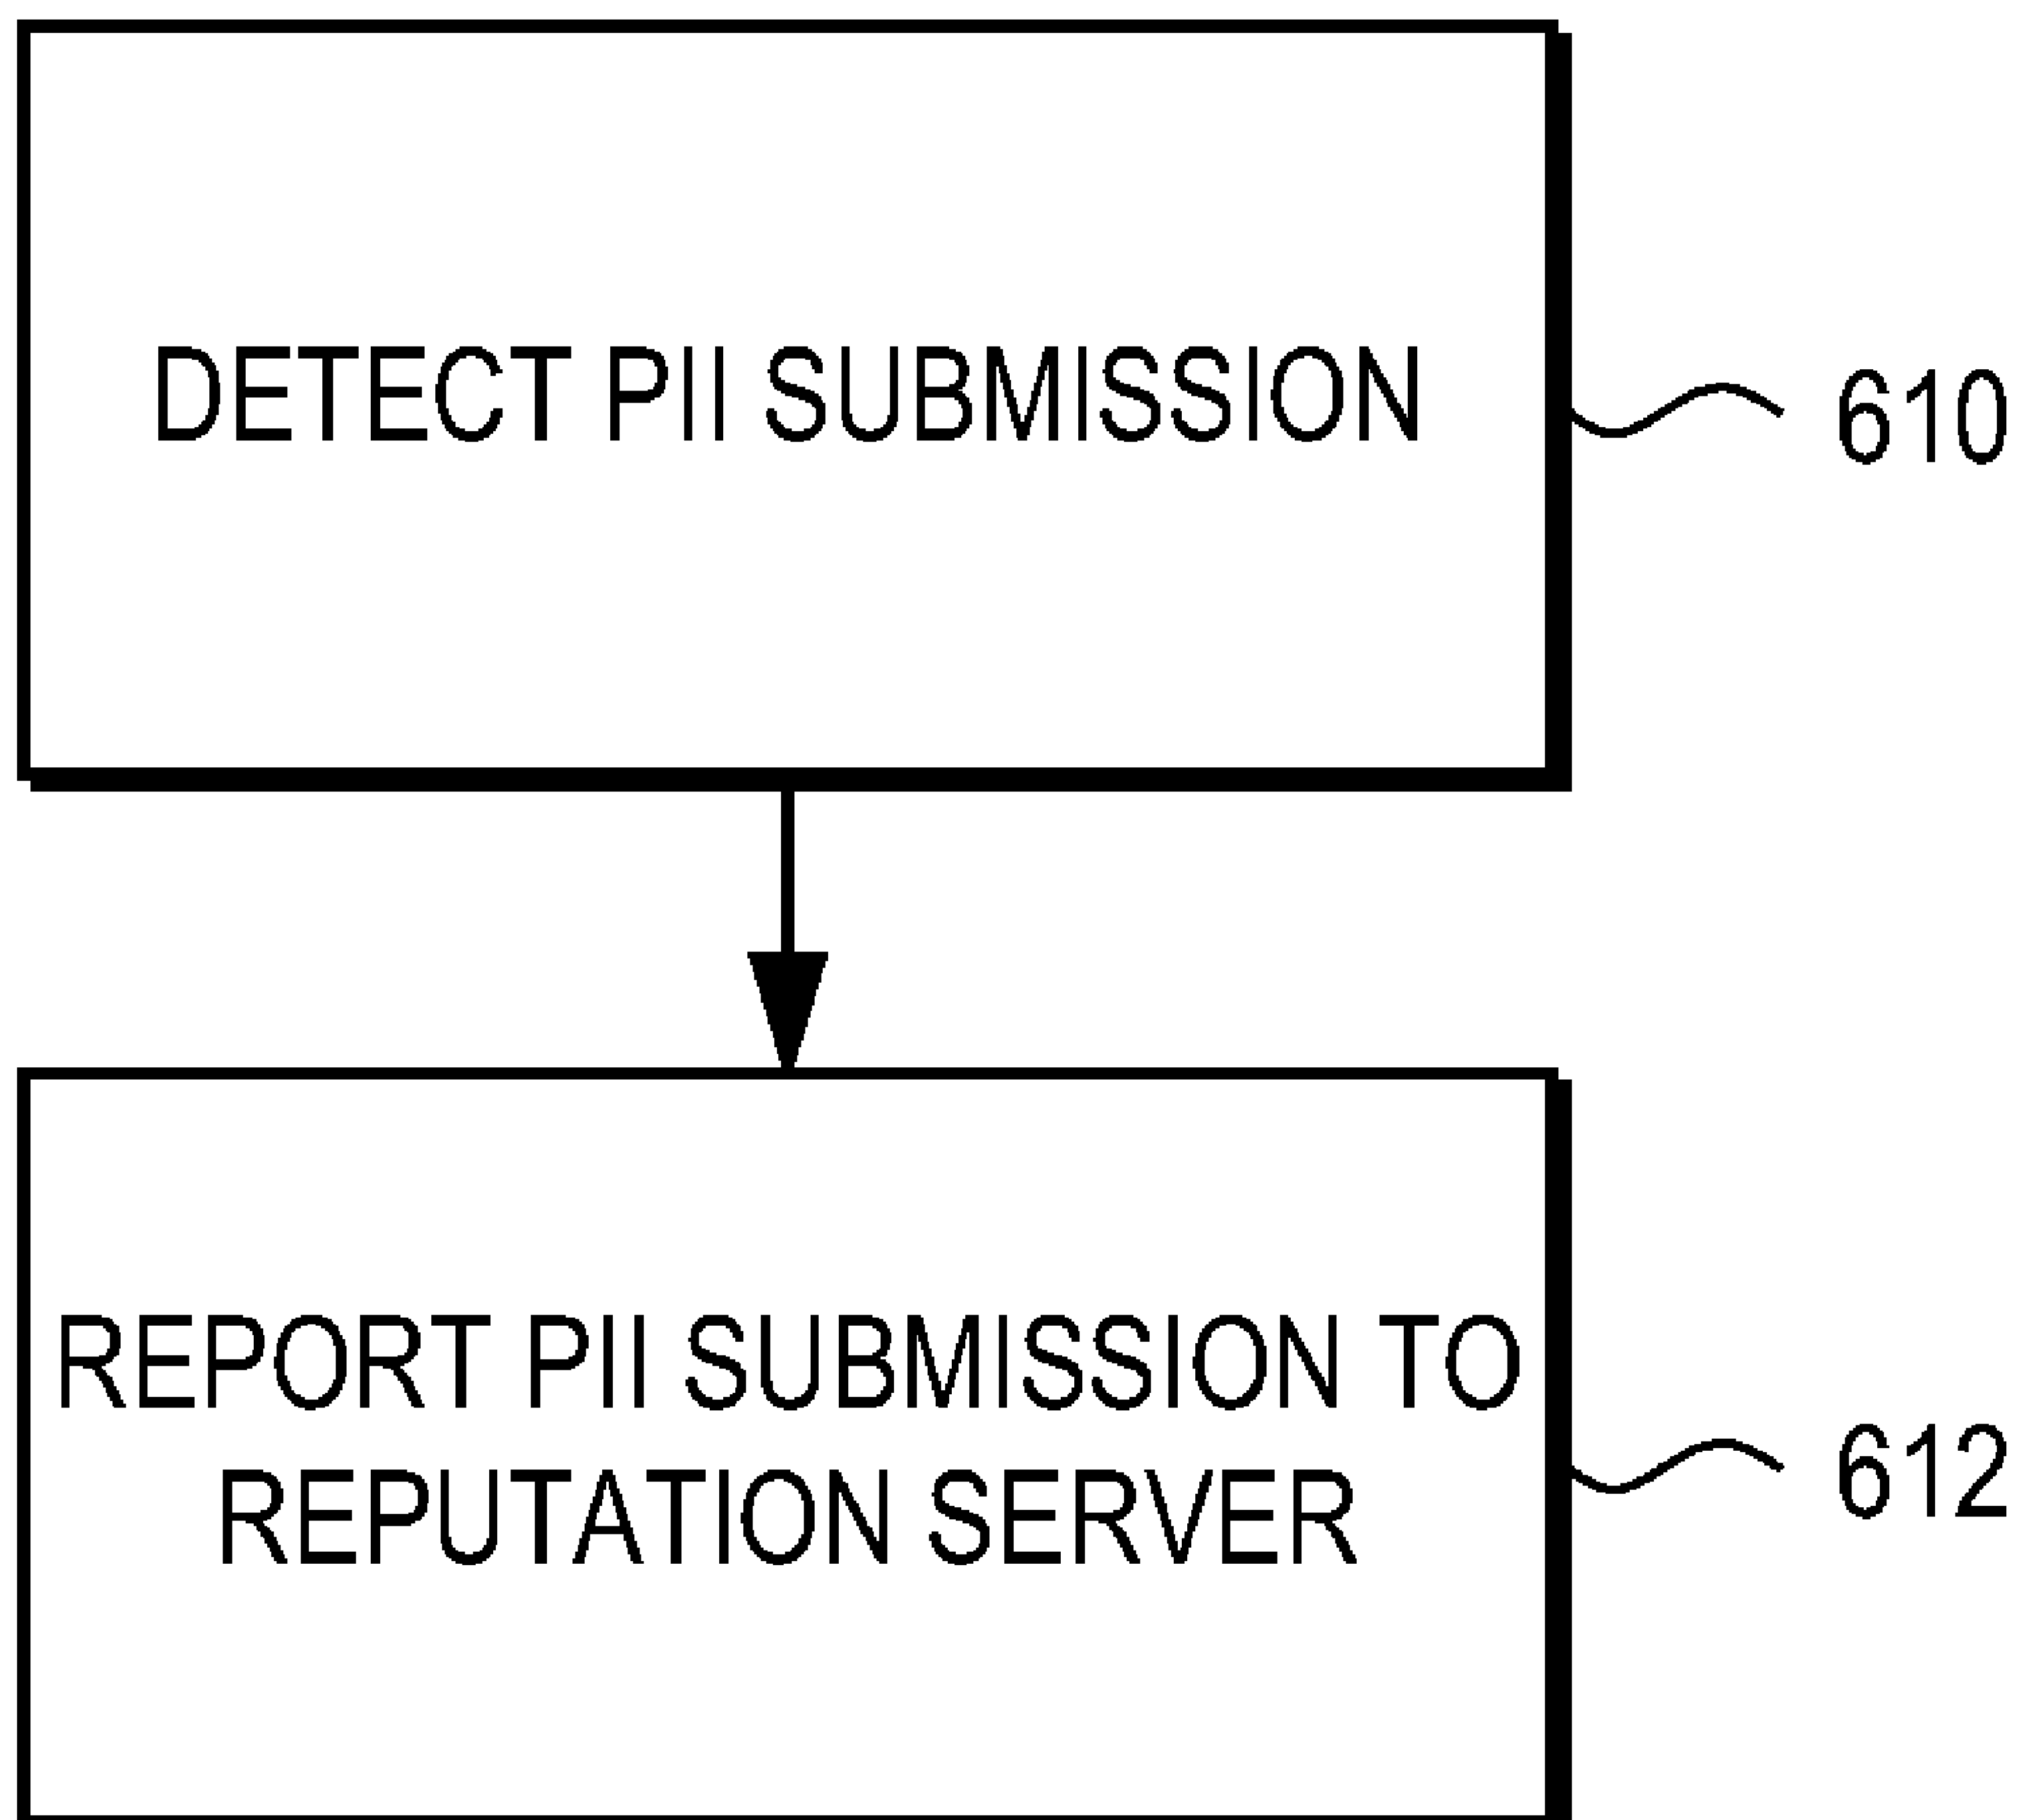 DETECT PII SUBMISSION
610
REPORT PII SUBMISSION TO
REPUTATION SERVER
612